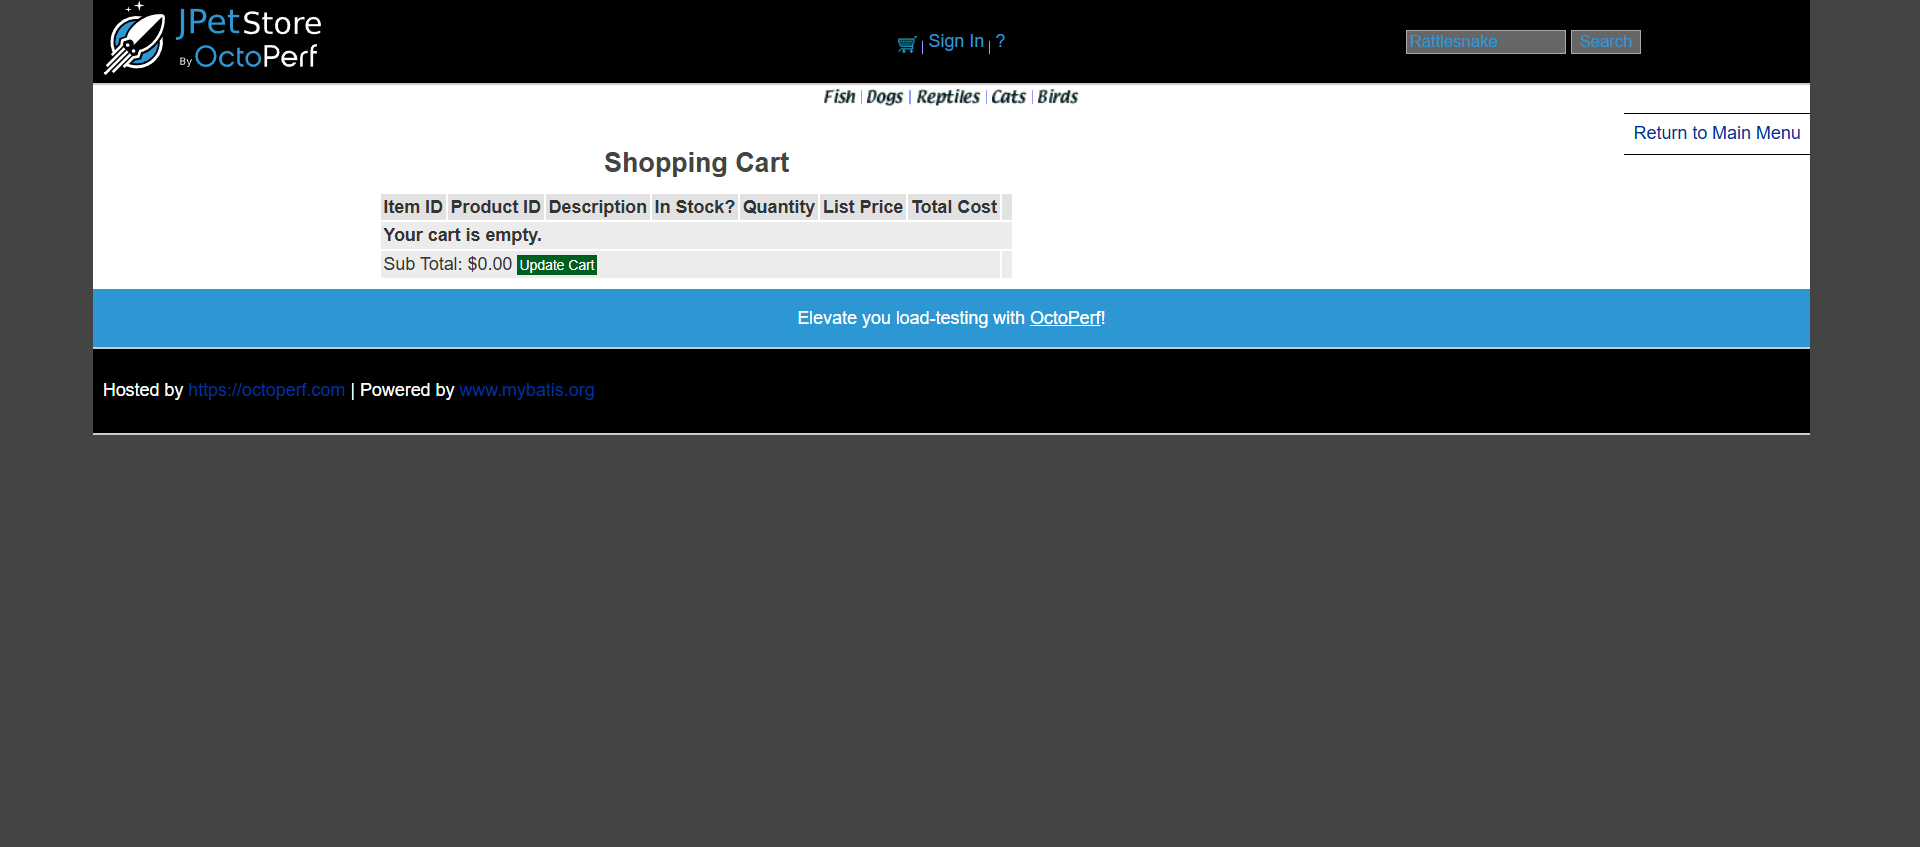 JPetStore
By OctoPerf
Sign In
?
Rattlesnake
Search
Fish
Dogs
Reptiles
Cats
Birds
Return to Main Menu
Shopping Cart
Item ID Product ID Description In Stock? Quantity List Price Total Cost
Your cart is empty.
Sub Total: $0.00 Update Cart
Elevate you load-testing with OctoPerf!
Hosted by https://octoperf.com | Powered by www.mybatis.org